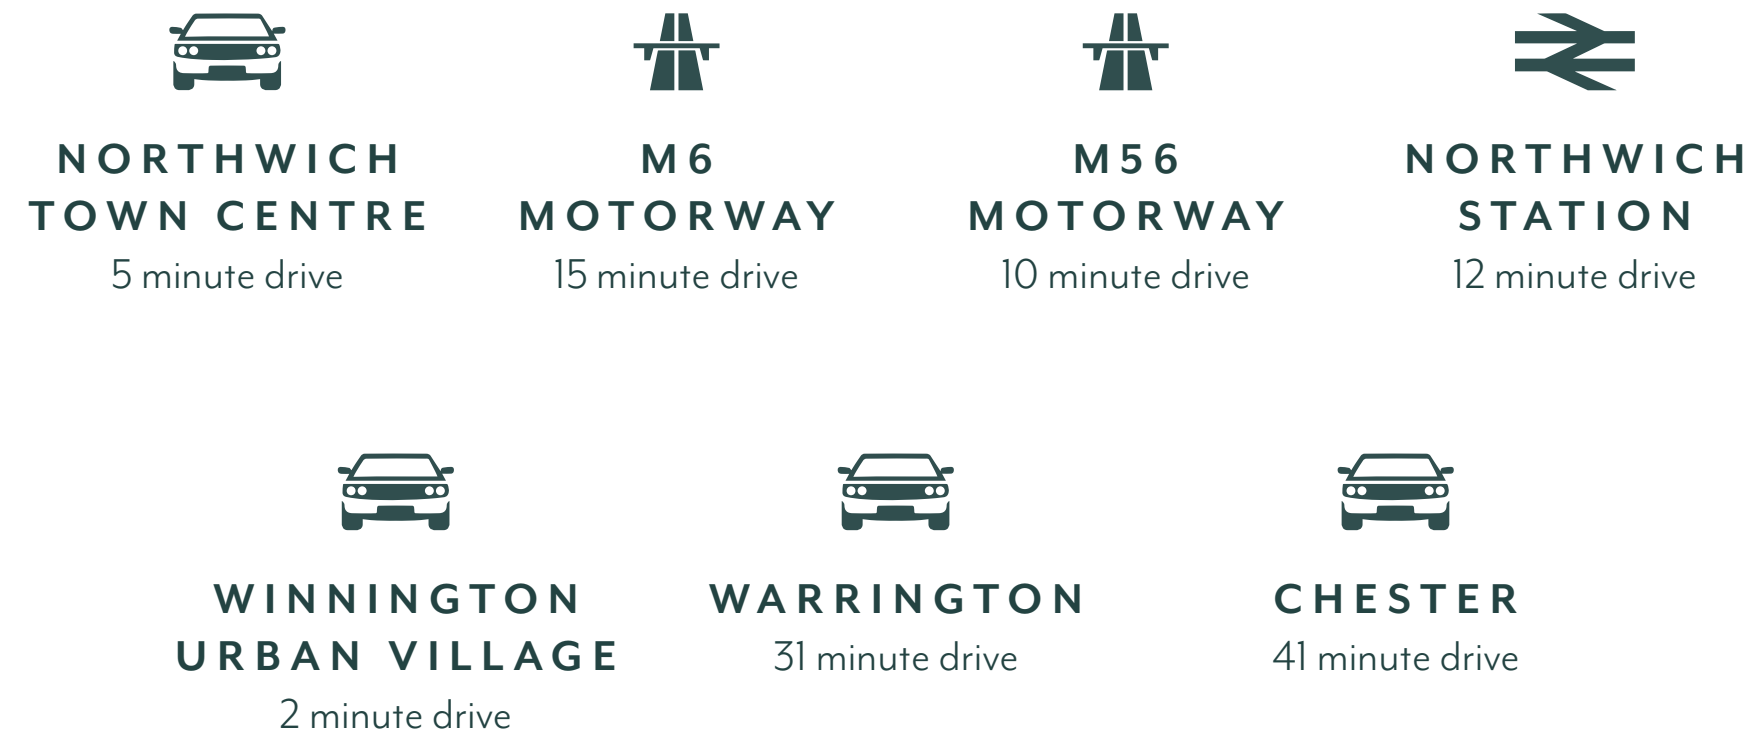 NORTHWICH
TOWN CENTRE
5 minute drive
M6
MOTORWAY
15 minute drive
M56
MOTORWAY
10 minute drive
NORTHWICH
STATION
12 minute drive
WINNINGTON
URBAN VILLAGE
2 minute drive
WARRINGTON
31 minute drive
CHESTER
41 minute drive